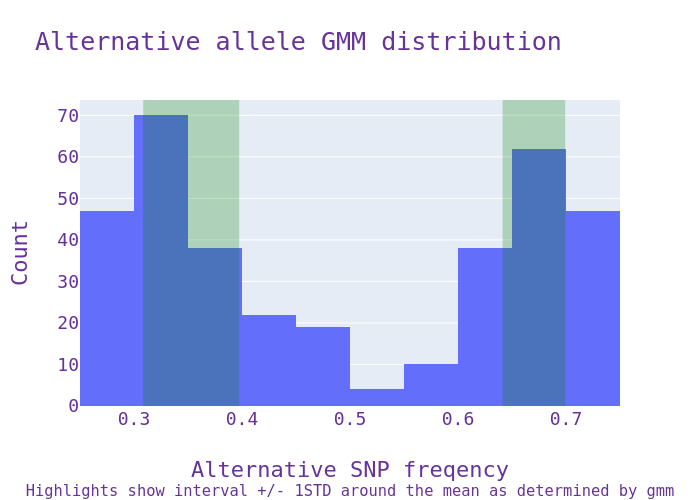 Alternative allele GMM distribution
Count
70
60
50
40
30
20
10
0
0.3 0.4 0.5 0.6 0.7
Alternative SNP freqency
Highlights show interval +/- 1STD around the mean as determined by gmm